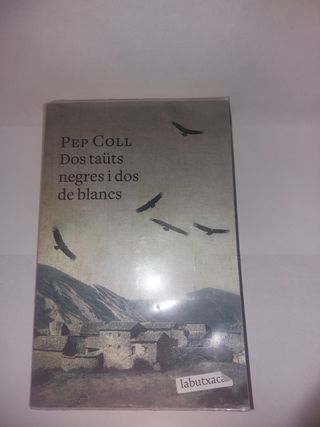 PEP COLL
Dos taüts
negres i dos
de blancs
labutxaca